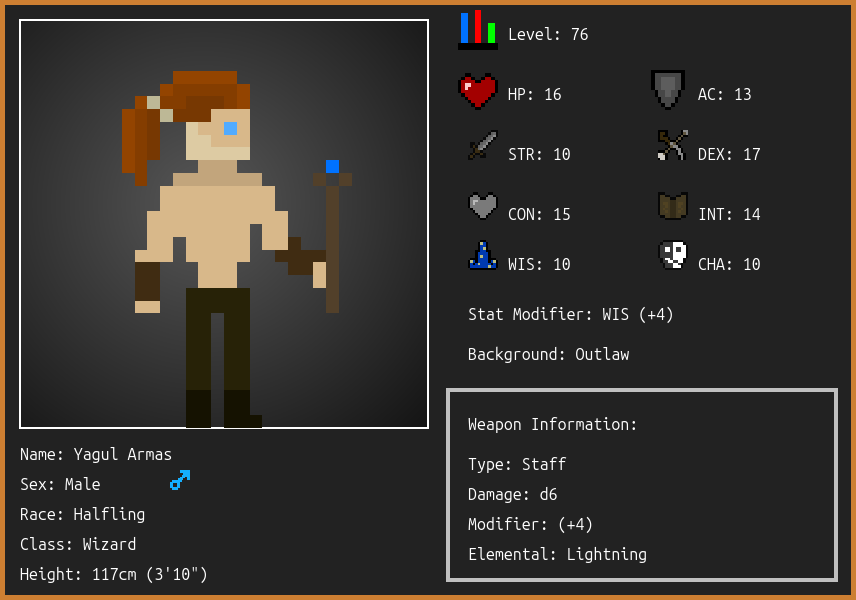 Level: 76
HP: 16
AC: 13
STR: 10
DEX: 17
CON: 15
INT: 14
WIS: 10
CHA: 10
Stat Modifier: WIS (+4)
Background: Outlaw
Weapon Information:
Type: Staff
Damage: d6
Modifier: (+4)
Elemental: Lightning
Name: Yagul Armas
Sex: Male
Race: Halfling
Class: Wizard
Height: 117cm (3'10")